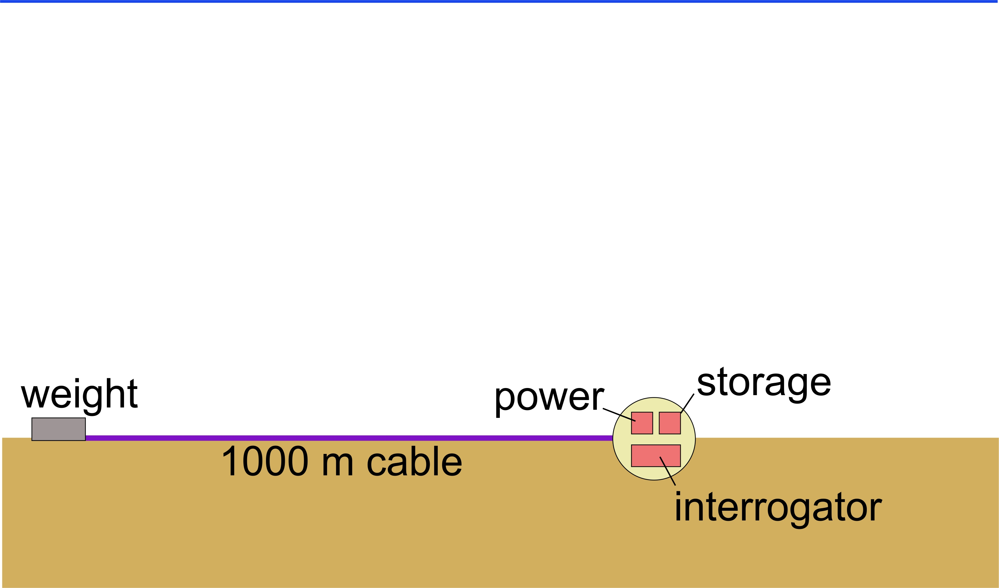 storage
weight
power
1000 m cable
interrogator